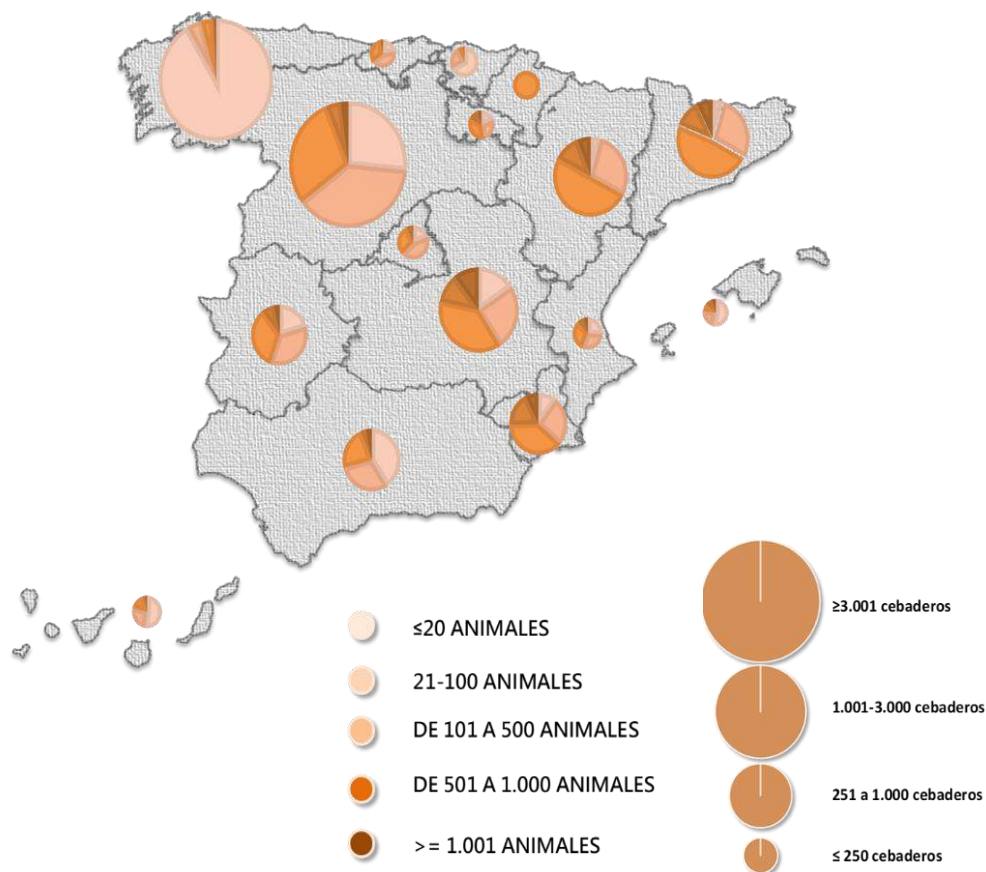 ≤20 ANIMALES
21-100 ANIMALES
DE 101 A 500 ANIMALES
DE 501 A 1.000 ANIMALES
>= 1.001 ANIMALES
≥3.001 cebaderos
1.001-3.000 cebaderos
251 a 1.000 cebaderos
≤ 250 cebaderos